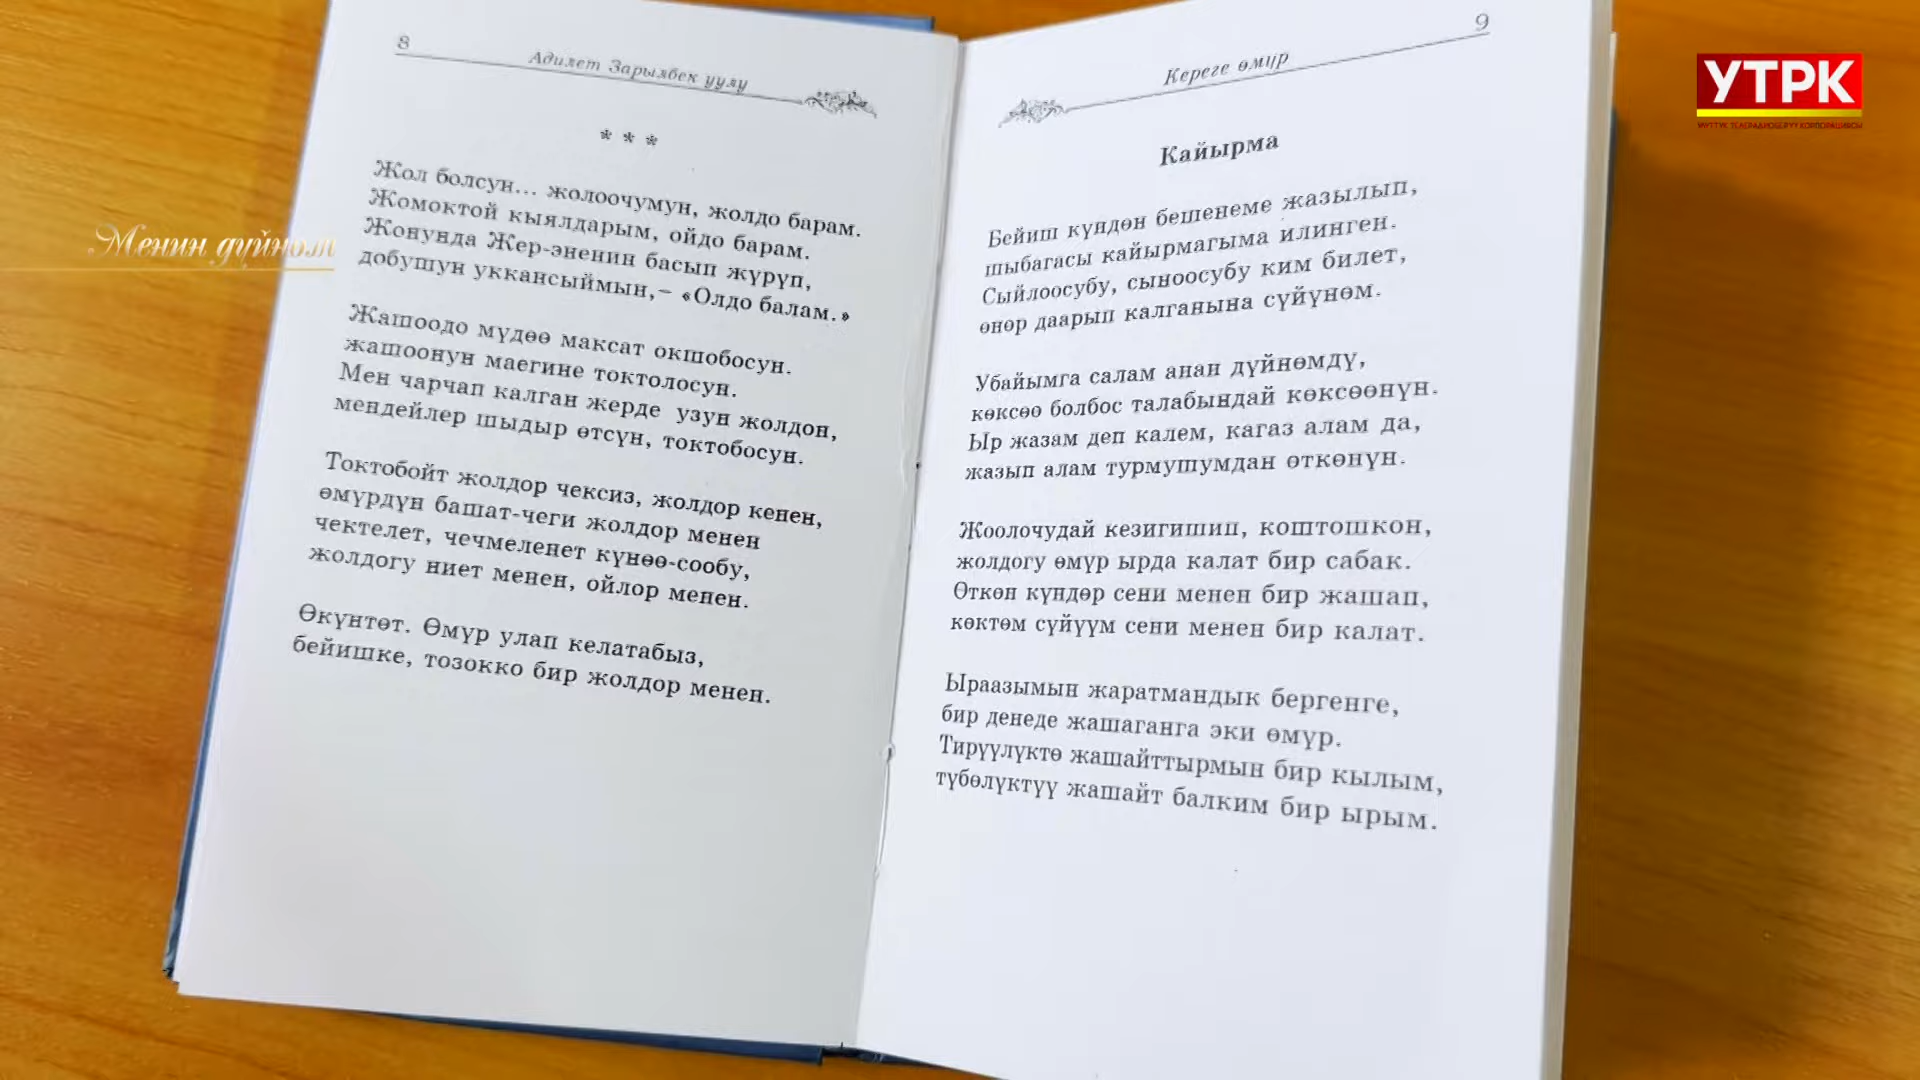 8
Адилет Зарылбек уулу
* * *
Жол болсун... жолоочумун, жолдо барам.
Жомоктой кыялдарым, ойдо барам.
Жонунда Жер-эненин басып жүрүп,
добушун уккансыймын,– «Олдо балам.»
Жашоодо мүдөө максат окшобосун.
жашоонун маегине токтолосун.
Мен чарчап калган жерде узун жолдон,
мендейлер шыдыр өтсүн, токтобосун.
Токтобойт жолдор чексиз, жолдор кенен,
өмүрдүн башат-чеги жолдор менен
чектелет, чечмеленет күнөө-сообу,
жолдогу ниет менен, ойлор менен.
Өкүнтөт. Өмүр улап келатабыз,
бейишке, тозокко бир жолдор менен.
9
Кереге өмүр
Кайырма
Бейиш күндөн бешенеме жазылып,
шыбагасы кайырмагыма илинген.
Сыйлоосубу, сыноосубу ким билет,
өнөр даарып калганына сүйүнөм.
Убайымга салам анан дүйнөмдү,
көксөө болбос талабындай көксөөнүн.
Ыр жазам деп калем, кагаз алам да,
жазып алам турмушумдан өткөнүн.
Жоолочудай кезигишип, коштошкон,
жолдогу өмүр ырда калат бир сабак.
Өткөн күндөр сени менен бир жашап,
көктөм сүйүүм сени менен бир калат.
Ыраазымын жаратмандык бергенге,
бир денеде жашаганга эки өмүр.
Тирүүлүктө жашайттырмын бир кылым,
түбөлүктүү жашайт балким бир ырым.
Менин дүйнөм
УТРК
УЛУТТУК ТЕЛЕРАДИОБЕРҮҮ КОРПОРАЦИЯСЫ